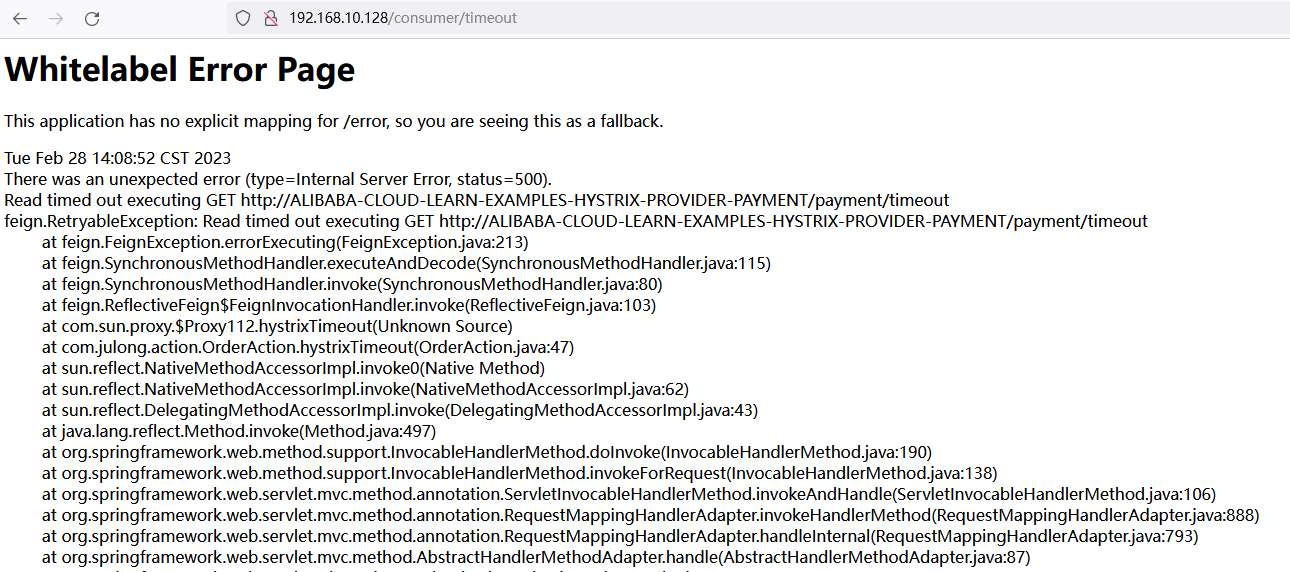 192.168.10.128/consumer/timeout
Whitelabel Error Page
This application has no explicit mapping for /error, so you are seeing this as a fallback.
Tue Feb 28 14:08:52 CST 2023
There was an unexpected error (type=Internal Server Error, status=500).
Read timed out executing GET http://ALIBABA-CLOUD-LEARN-EXAMPLES-HYSTRIX-PROVIDER-PAYMENT/payment/timeout
feign.RetryableException: Read timed out executing GET http://ALIBABA-CLOUD-LEARN-EXAMPLES-HYSTRIX-PROVIDER-PAYMENT/payment/timeout
at feign.FeignException.errorExecuting(FeignException.java:213)
at feign.SynchronousMethodHandler.executeAndDecode(SynchronousMethodHandler.java:115)
at feign.SynchronousMethodHandler.invoke(SynchronousMethodHandler.java:80)
at feign.ReflectiveFeign$FeignInvocationHandler.invoke(ReflectiveFeign.java:103)
at com.sun.proxy.$Proxy112.hystrixTimeout(Unknown Source)
at com.julong.action.OrderAction.hystrixTimeout(OrderAction.java:47)
at sun.reflect.NativeMethodAccessorImpl.invoke0(Native Method)
at sun.reflect.NativeMethodAccessorImpl.invoke(NativeMethodAccessorImpl.java:62)
at sun.reflect.DelegatingMethodAccessorImpl.invoke(DelegatingMethodAccessorImpl.java:43)
at java.lang.reflect.Method.invoke(Method.java:497)
at org.springframework.web.method.support.InvocableHandlerMethod.doInvoke(InvocableHandlerMethod.java:190)
at org.springframework.web.method.support.InvocableHandlerMethod.invokeForRequest(InvocableHandlerMethod.java:138)
at org.springframework.web.servlet.mvc.method.annotation.ServletInvocableHandlerMethod.invokeAndHandle(ServletInvocableHandlerMethod.java:106)
at org.springframework.web.servlet.mvc.method.annotation.RequestMappingHandlerAdapter.invokeHandlerMethod(RequestMappingHandlerAdapter.java:888)
at org.springframework.web.servlet.mvc.method.annotation.RequestMappingHandlerAdapter.handleInternal(RequestMappingHandlerAdapter.java:793)
at org.springframework.web.servlet.mvc.method.AbstractHandlerMethodAdapter.handle(AbstractHandlerMethodAdapter.java:87)